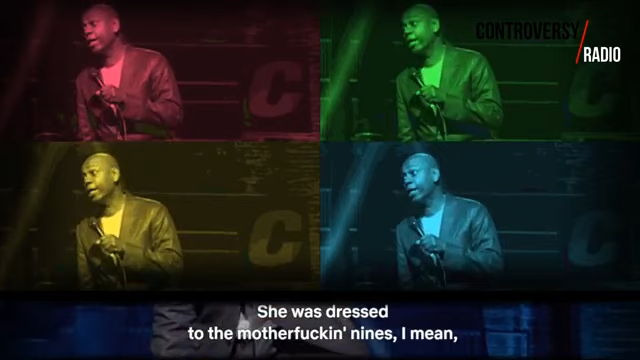 CONTROVERSY
RADIO
She was dressed
to the motherfuckin' nines, I mean,